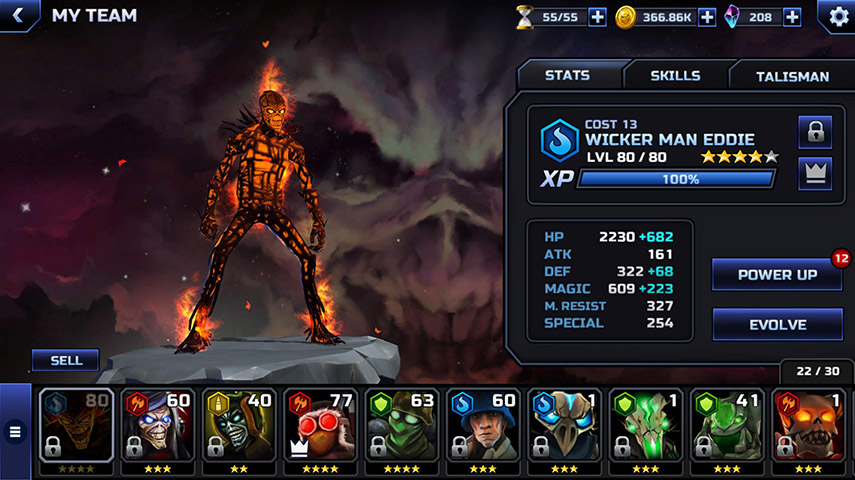 MY TEAM
55/55
366.86K
208
STATS
SKILLS
TALISMAN
COST 13
WICKER MAN EDDIE
LVL 80 / 80
XP
100%
HP 2230 +682
ATK 161
DEF 322 +68
MAGIC 609 +223
M. RESIST 327
SPECIAL 254
12
POWER UP
EVOLVE
SELL
22 / 30
80
60
40
77
63
60
1
1
41
1